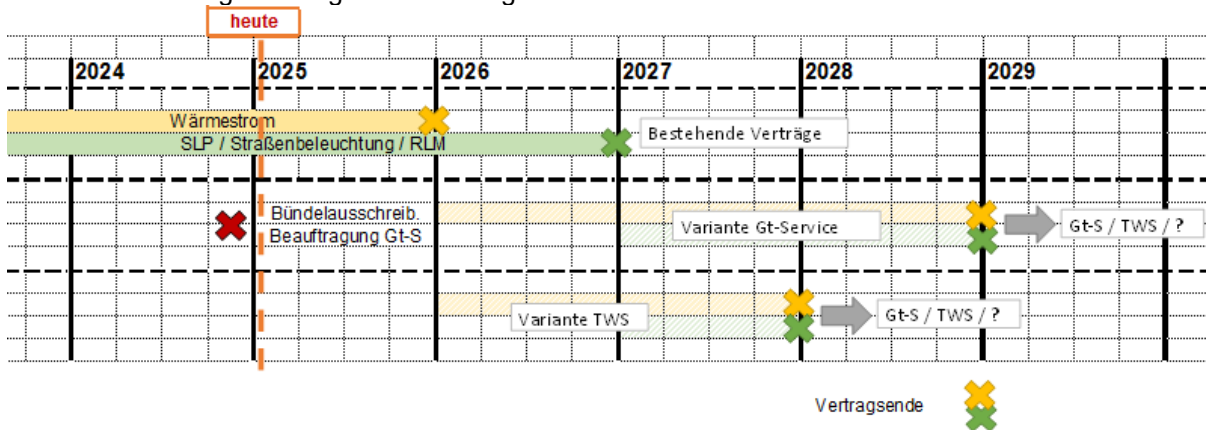 heute
2024 2025 2026 2027 2028 2029
Wärmestrom
SLP / Straßenbeleuchtung / RLM
Bestehende Verträge
Bündelausschreib.
Beauftragung Gt-S
Variante Gt-Service
Gt-S / TWS / ?
Variante TWS
Gt-S / TWS / ?
Vertragsende